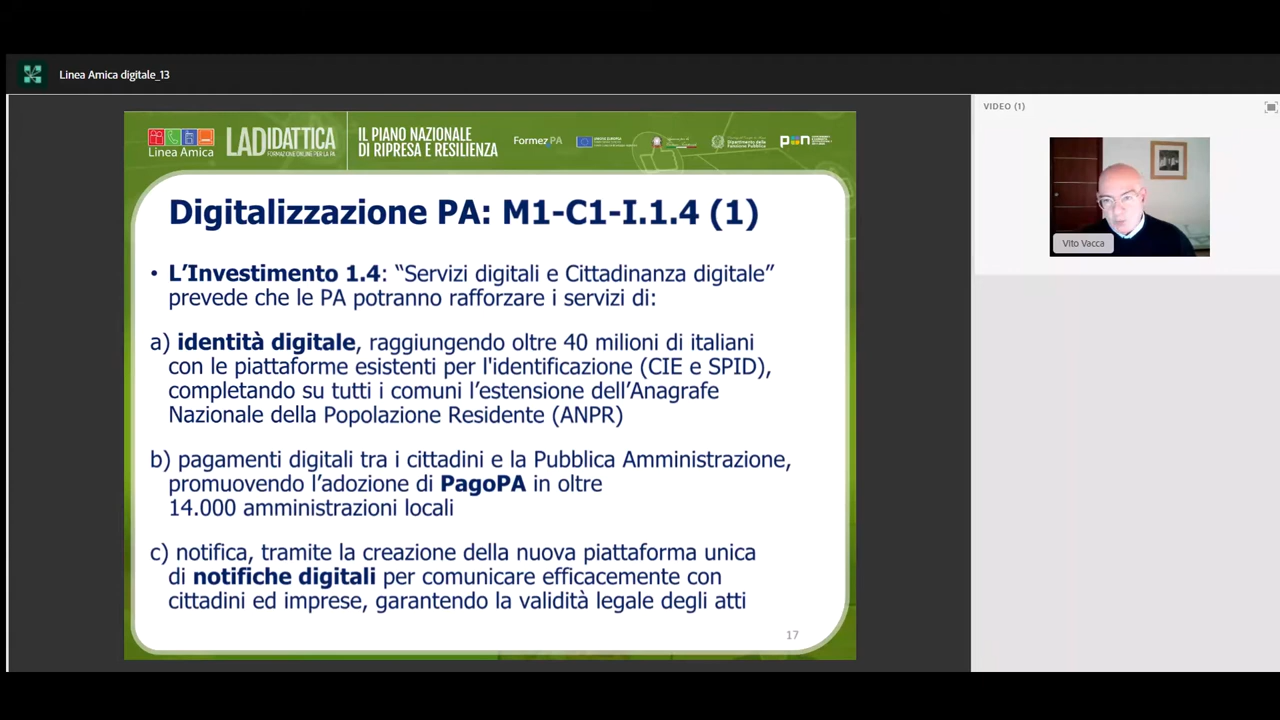 Linea Amica digitale_13
VIDEO (1)
Linea Amica
LADIDATTICA
FORMAZIONE ONLINE PER LA PA
IL PIANO NAZIONALE
DI RIPRESA E RESILIENZA
FormezPA
Digitalizzazione PA: M1-C1-I.1.4 (1)
• L’Investimento 1.4: “Servizi digitali e Cittadinanza digitale”
prevede che le PA potranno rafforzare i servizi di:
a) identità digitale, raggiungendo oltre 40 milioni di italiani
con le piattaforme esistenti per l'identificazione (CIE e SPID),
completando su tutti i comuni l’estensione dell’Anagrafe
Nazionale della Popolazione Residente (ANPR)
b) pagamenti digitali tra i cittadini e la Pubblica Amministrazione,
promuovendo l’adozione di PagoPA in oltre
14.000 amministrazioni locali
c) notifica, tramite la creazione della nuova piattaforma unica
di notifiche digitali per comunicare efficacemente con
cittadini ed imprese, garantendo la validità legale degli atti
17
Vito Vacca